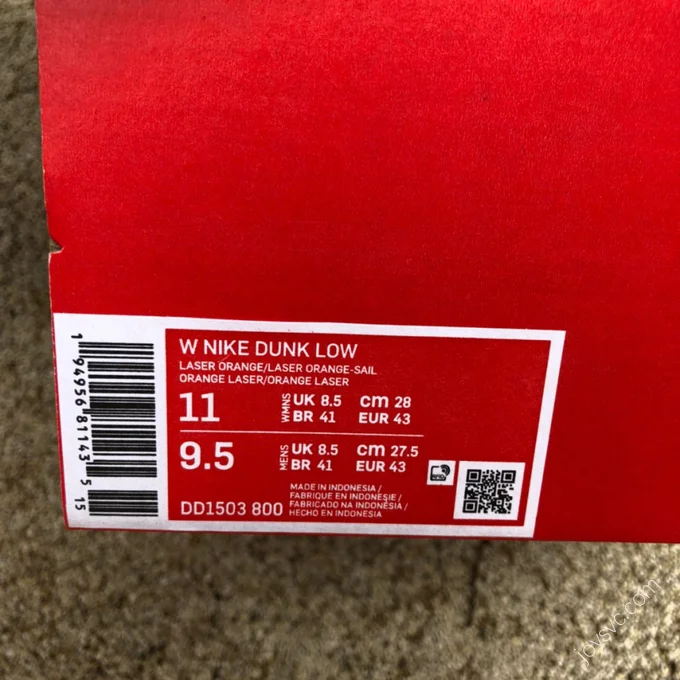 W NIKE DUNK LOW
LASER ORANGE/LASER ORANGE-SAIL
ORANGE LASER/ORANGE LASER
11 WMNS UK 8.5 cm 28
BR 41 EUR 43
9.5 MENS UK 8.5 cm 27.5
BR 41 EUR 43
DD1503 800
MADE IN INDONESIA /
FABRIQUE EN INDONESIE /
FABRICADO NA INDONÉSIA /
HECHO EN INDONESIA
1 94956 81143 5 15
joysvc.com